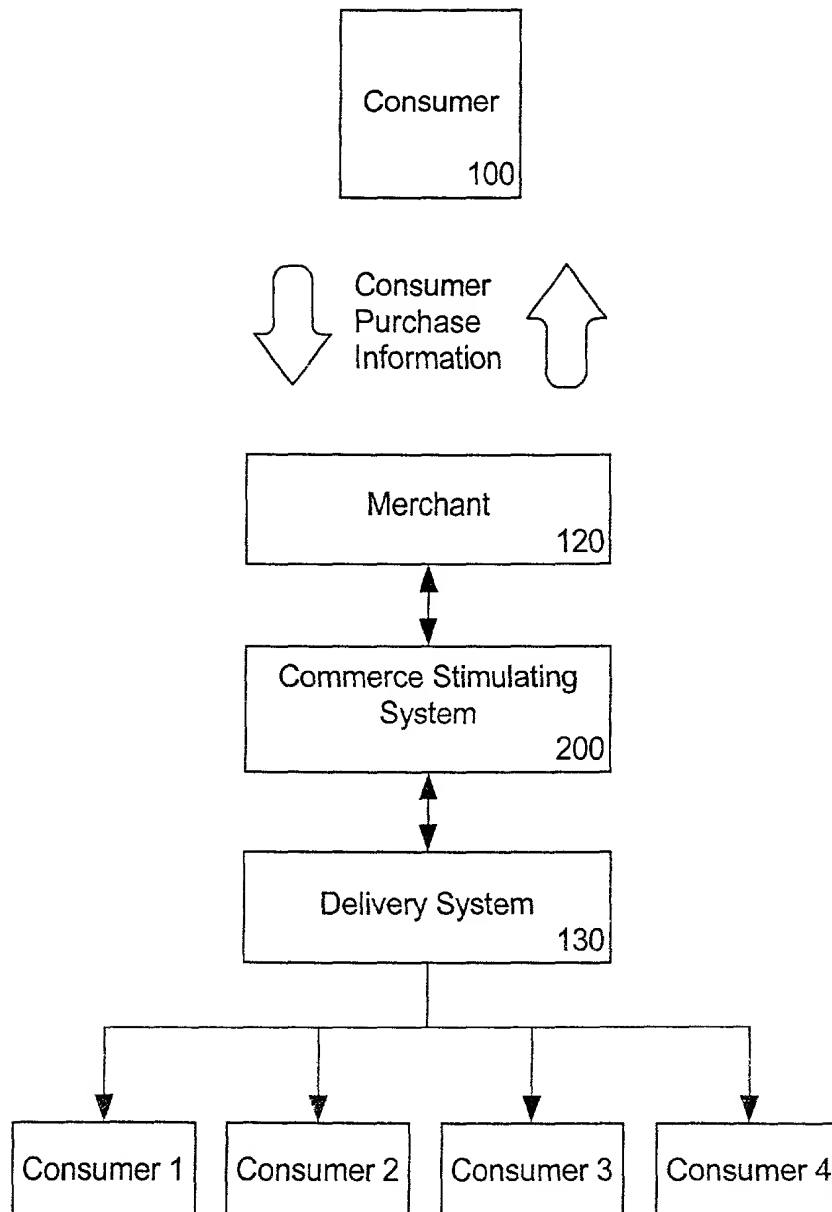 Consumer
100
Consumer
Purchase
Information
Merchant
120
Commerce Stimulating
System
200
Delivery System
130
Consumer 1
Consumer 2
Consumer 3
Consumer 4